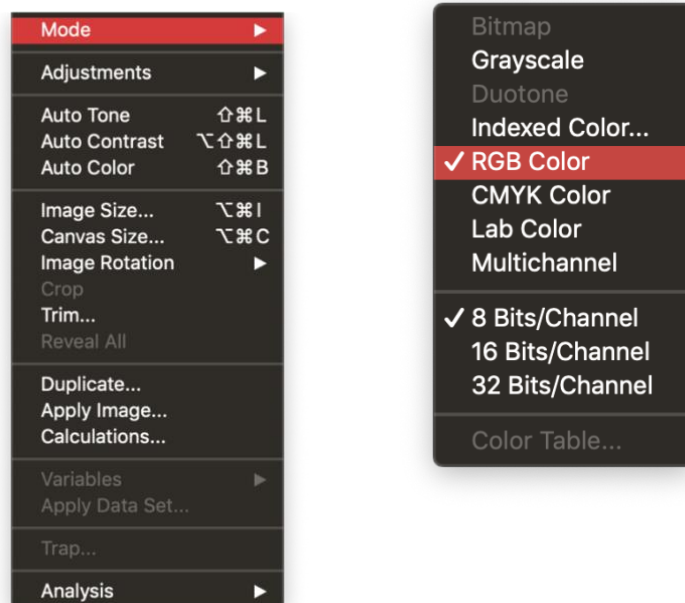 Mode ▶
Adjustments ▶
Auto Tone ⇧⌘L
Auto Contrast ⌥⇧⌘L
Auto Color ⇧⌘B
Image Size... ⌥⌘I
Canvas Size... ⌥⌘C
Image Rotation ▶
Crop
Trim...
Reveal All
Duplicate...
Apply Image...
Calculations...
Variables ▶
Apply Data Set...
Trap...
Analysis ▶
Bitmap
Grayscale
Duotone
Indexed Color...
✓ RGB Color
CMYK Color
Lab Color
Multichannel
✓ 8 Bits/Channel
16 Bits/Channel
32 Bits/Channel
Color Table...